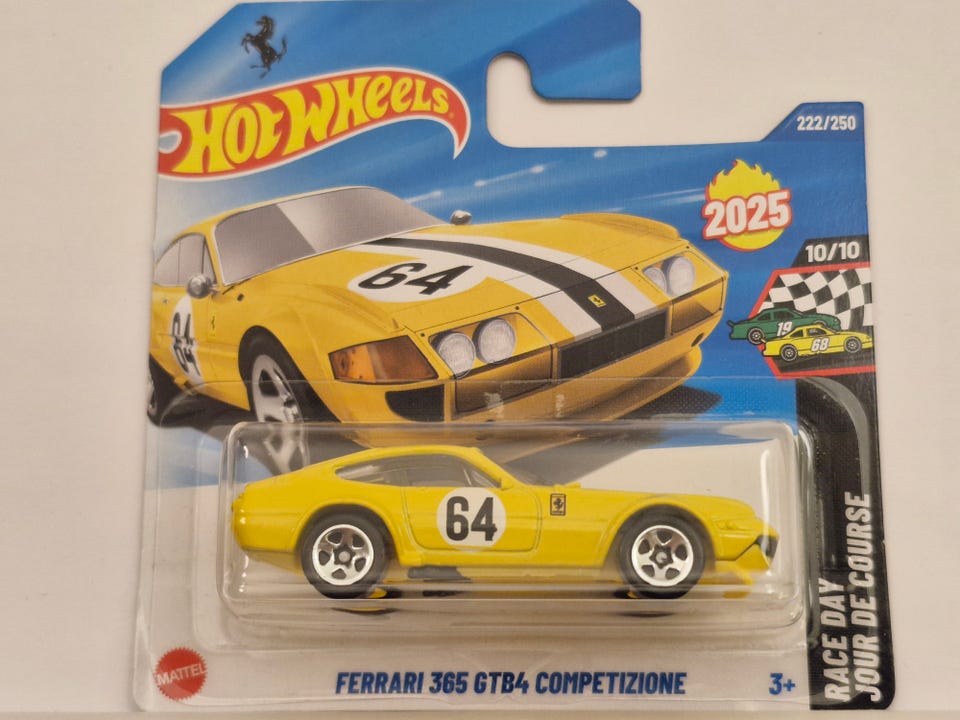 HOT WHEELS
222/250
2025
10/10
19
68
64
64
64
RACE DAY
JOUR DE COURSE
MATTEL
FERRARI 365 GTB4 COMPETIZIONE
3+